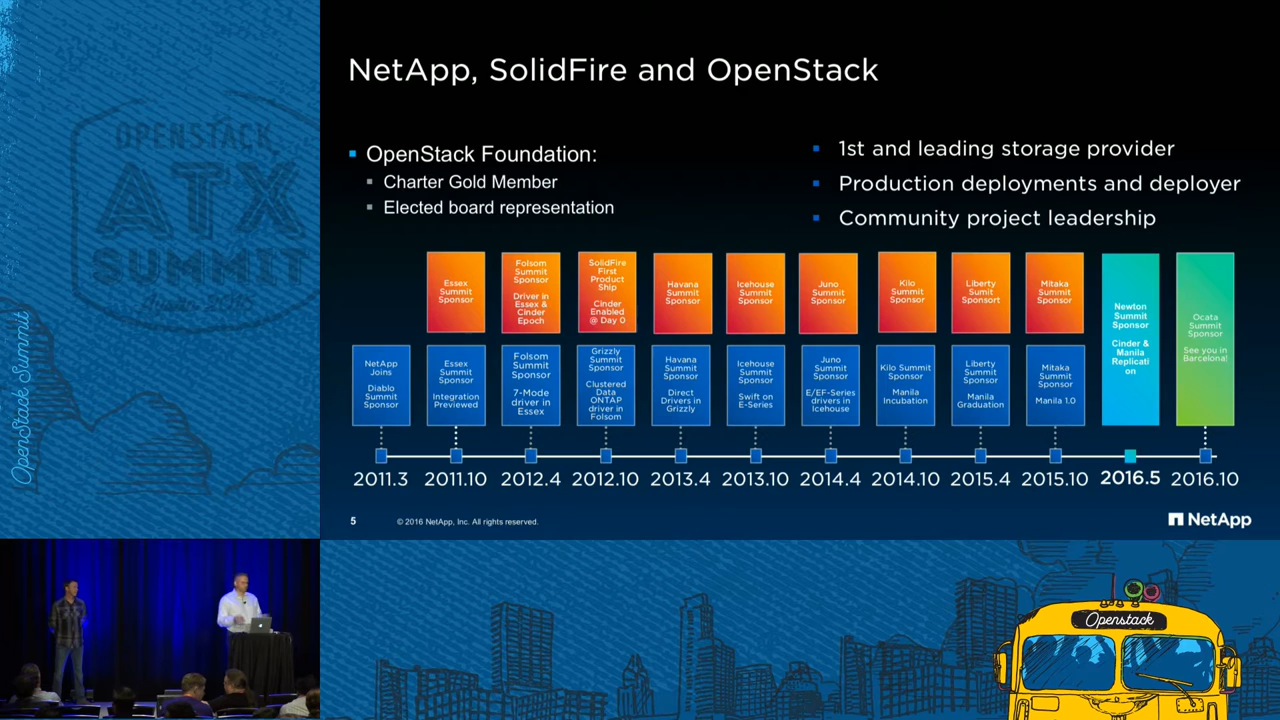 OPENSTACK
ATX
SUMMIT
OpenStack Summit
NetApp, SolidFire and OpenStack
OpenStack Foundation:
Charter Gold Member
Elected board representation
1st and leading storage provider
Production deployments and deployer
Community project leadership
Essex
Summit
Sponsor
Folsom
Summit
Sponsor
Driver in
Essex &
Cinder
Epoch
SolidFire
First
Product
Ship
Cinder
Enabled
@ Day 0
Havana
Summit
Sponsor
Icehouse
Summit
Sponsor
Juno
Summit
Sponsor
Kilo
Summit
Sponsor
Liberty
Sumit
Sponsort
Mitaka
Summit
Sponsor
Newton
Summit
Sponsor
Cinder &
Manila
Replicati
on
Ocata
Summit
Sponsor
See you in
Barcelona!
NetApp
Joins
Diablo
Summit
Sponsor
Essex
Summit
Sponsor
Integration
Previewed
Folsom
Summit
Sponsor
7-Mode
driver in
Essex
Grizzly
Summit
Sponsor
Clustered
Data
ONTAP
driver in
Folsom
Havana
Summit
Sponsor
Direct
Drivers in
Grizzly
Icehouse
Summit
Sponsor
Swift on
E-Series
Juno
Summit
Sponsor
E/EF-Series
drivers in
Icehouse
Kilo Summit
Sponsor
Manila
Incubation
Liberty
Summit
Sponsor
Manila
Graduation
Mitaka
Summit
Sponsor
Manila 1.0
2011.3 2011.10 2012.4 2012.10 2013.4 2013.10 2014.4 2014.10 2015.4 2015.10 2016.5 2016.10
5 © 2016 NetApp, Inc. All rights reserved.
NetApp
Openstack